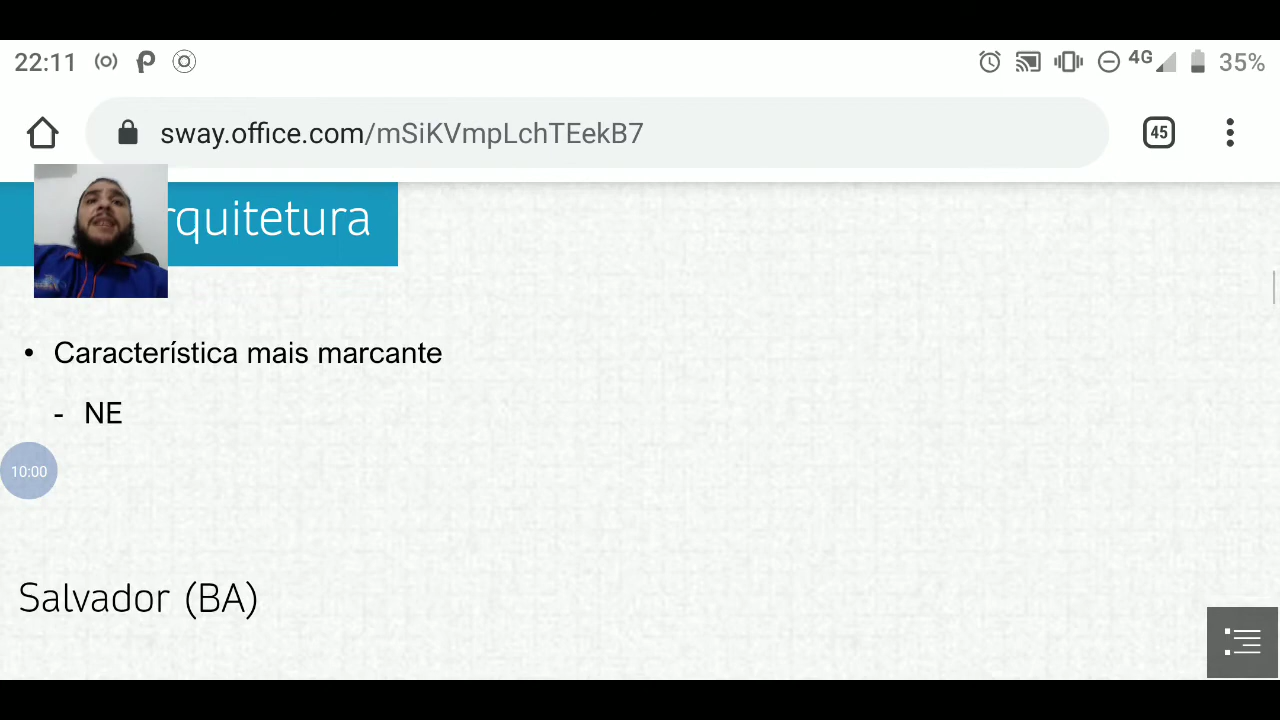 22:11 4G 35%
sway.office.com/mSiKVmpLchTEekB7 45
rquitetura
• Característica mais marcante
- NE
10:00
Salvador (BA)